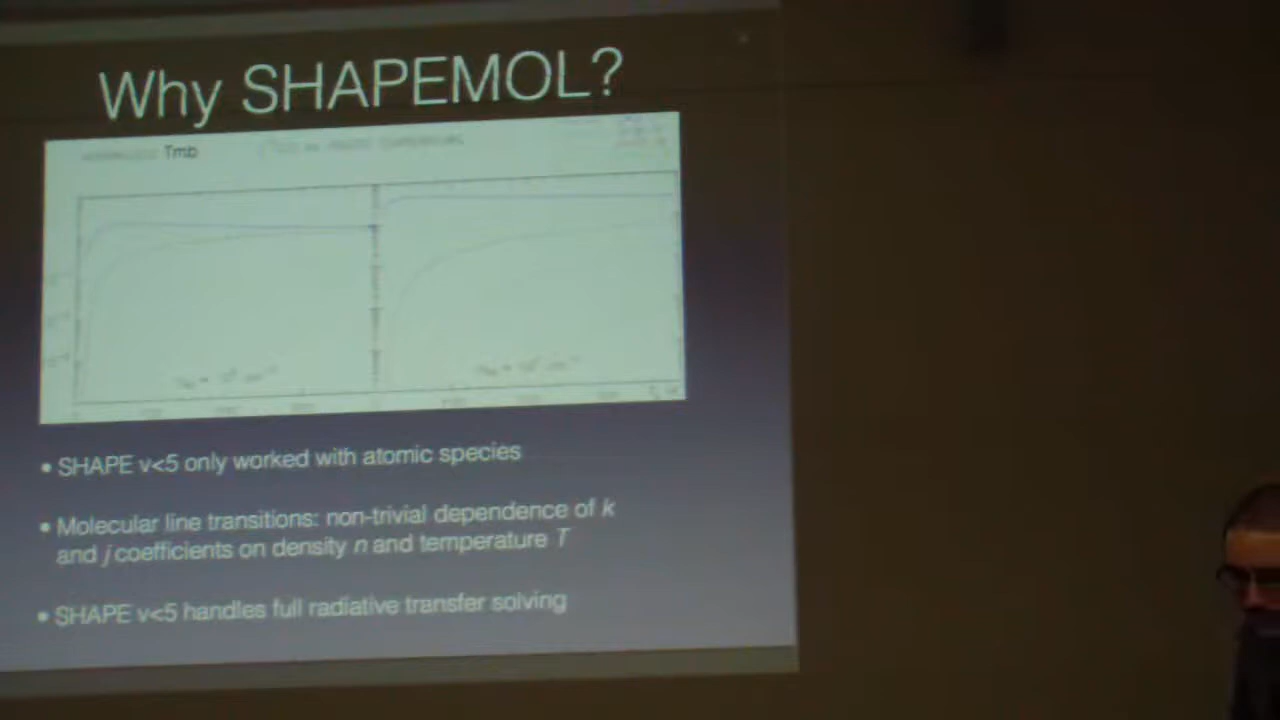 Why SHAPEMOL?
Tmb
• SHAPE v<5 only worked with atomic species
• Molecular line transitions: non-trivial dependence of k
and j coefficients on density n and temperature T
• SHAPE v<5 handles full radiative transfer solving